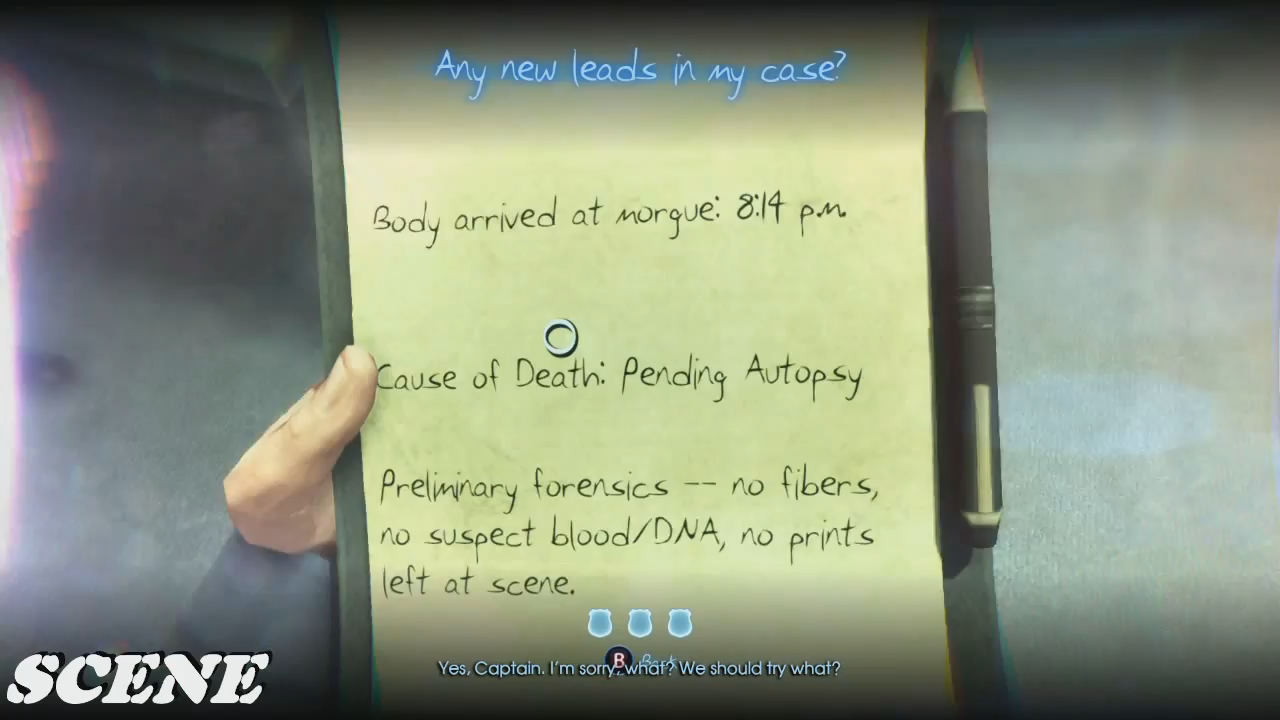 Any new leads in my case?
Body arrived at morgue: 8:14 p.m.
Cause of Death: Pending Autopsy
Preliminary forensics -- no fibers,
no suspect blood/DNA, no prints
left at scene.
B Back
Yes, Captain. I'm sorry, what? We should try what?
SCENE